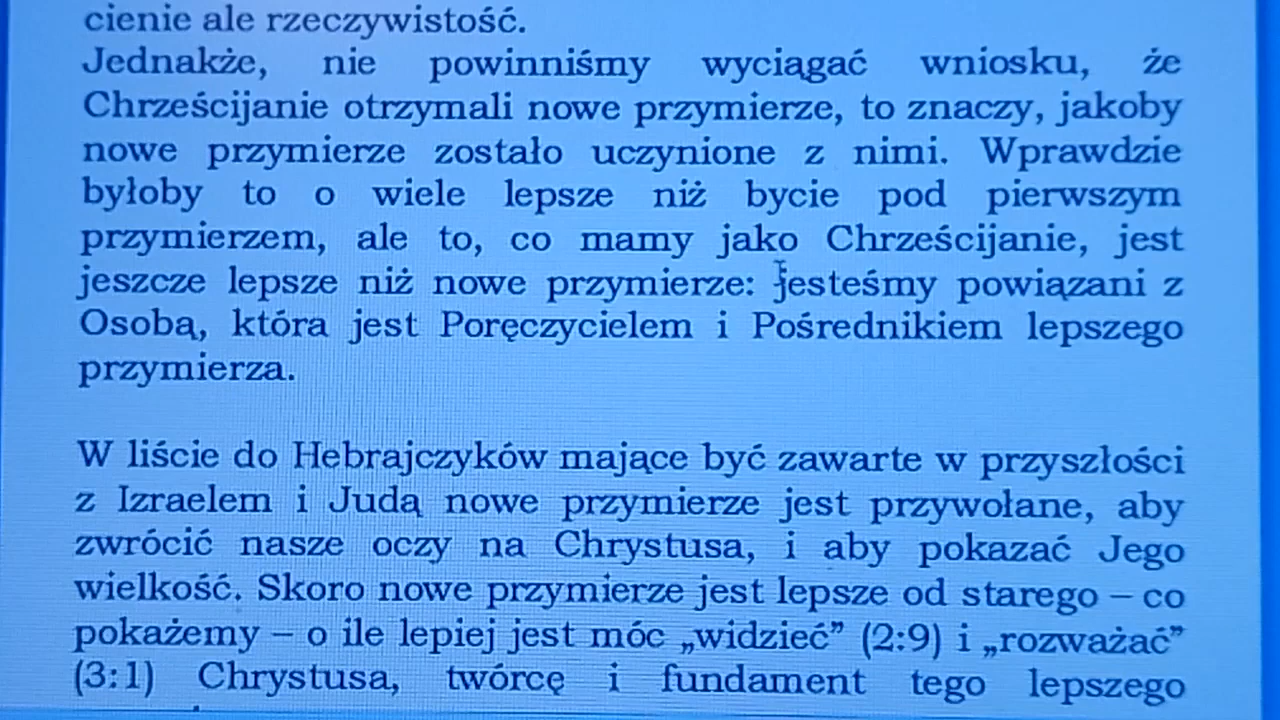 cienie ale rzeczywistość.
Jednakże, nie powinniśmy wyciągać wniosku, że
Chrześcijanie otrzymali nowe przymierze, to znaczy, jakoby
nowe przymierze zostało uczynione z nimi. Wprawdzie
byłoby to o wiele lepsze niż bycie pod pierwszym
przymierzem, ale to, co mamy jako Chrześcijanie, jest
jeszcze lepsze niż nowe przymierze: jesteśmy powiązani z
Osobą, która jest Poręczycielem i Pośrednikiem lepszego
przymierza.
W liście do Hebrajczyków mające być zawarte w przyszłości
z Izraelem i Judą nowe przymierze jest przywołane, aby
zwrócić nasze oczy na Chrystusa, i aby pokazać Jego
wielkość. Skoro nowe przymierze jest lepsze od starego – co
pokażemy – o ile lepiej jest móc „widzieć” (2:9) i „rozważać”
(3:1) Chrystusa, twórcę i fundament tego lepszego